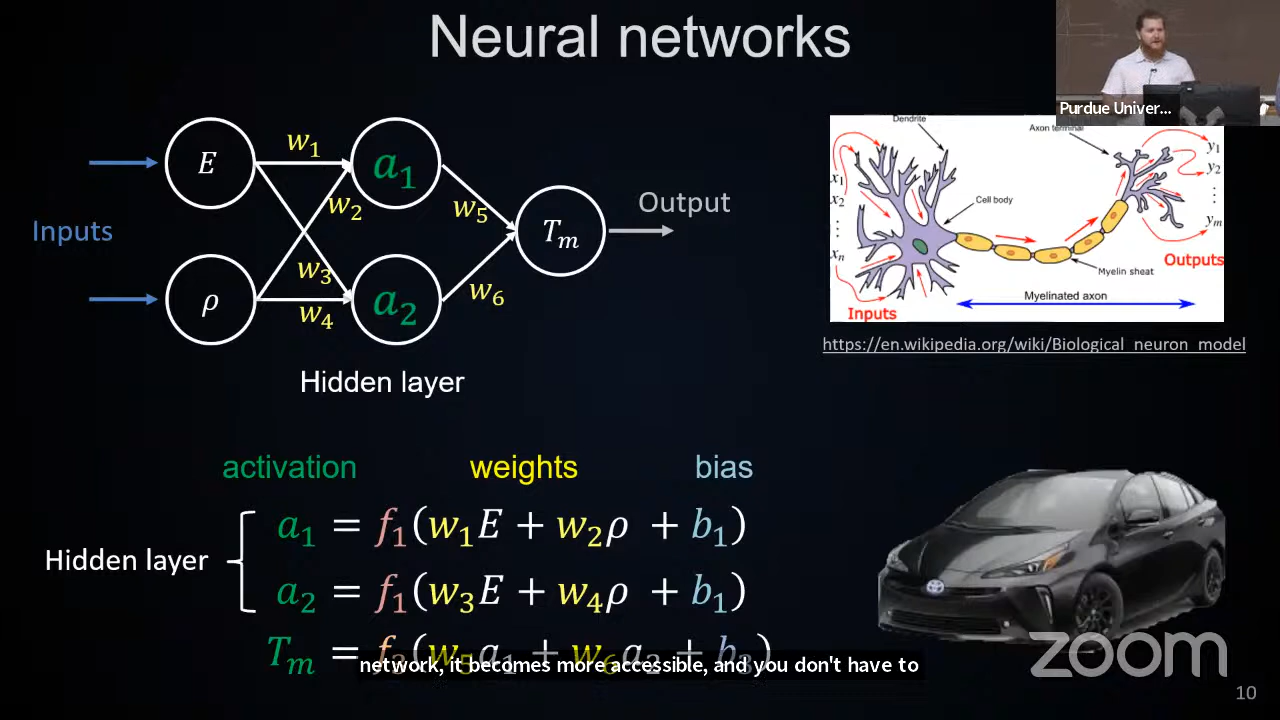 Neural networks
Purdue Univer...
E
w₁
a₁
w₂
w₅
Inputs
T_m
Output
w₃
ρ
w₄
a₂
w₆
Hidden layer
Dendrite
Axon terminal
x₁
x₂
⋮
xₙ
Cell body
Myelin sheat
Myelinated axon
Inputs
y₁
y₂
⋮
yₘ
Outputs
https://en.wikipedia.org/wiki/Biological_neuron_model
activation weights bias
Hidden layer
a₁ = f₁(w₁E + w₂ρ + b₁)
a₂ = f₁(w₃E + w₄ρ + b₁)
T_m = f₃(w₅a₁ + w₆a₂ + b₃)
network, it becomes more accessible, and you don't have to
zoom
10